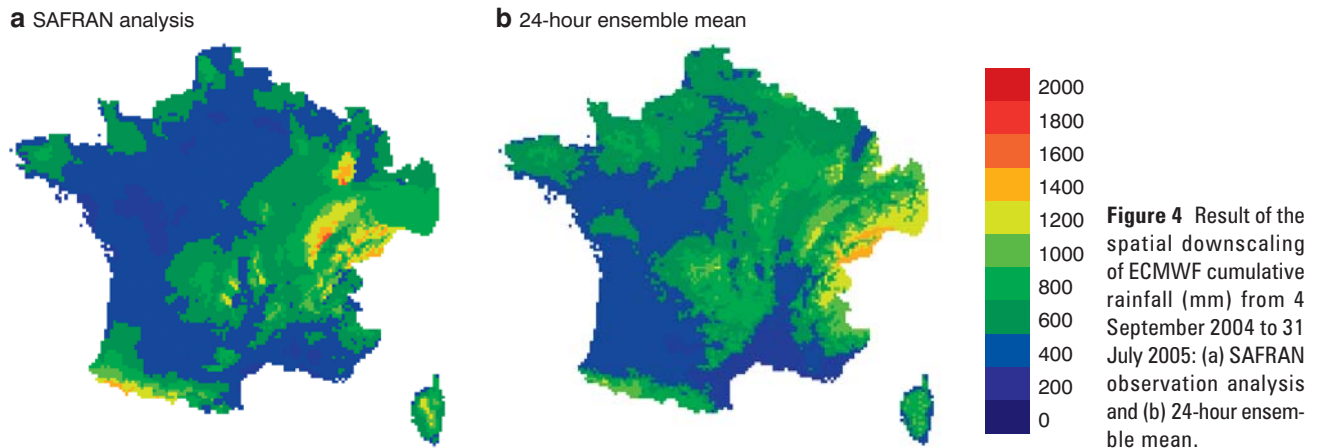 a SAFRAN analysis
b 24-hour ensemble mean
2000
1800
1600
1400
1200
1000
800
600
400
200
0
Figure 4 Result of the
spatial downscaling
of ECMWF cumulative
rainfall (mm) from 4
September 2004 to 31
July 2005: (a) SAFRAN
observation analysis
and (b) 24-hour ensem-
ble mean.